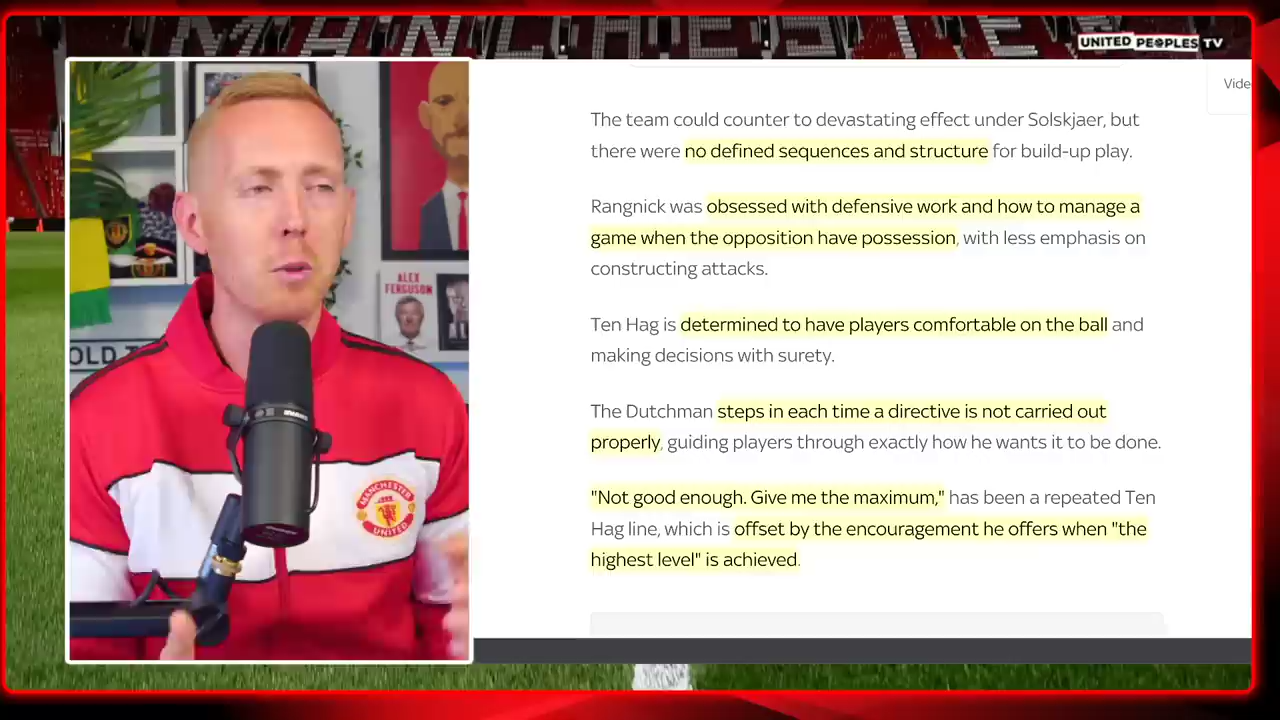 MANCHESTE
UNITED PEOPLES TV
Vide
The team could counter to devastating effect under Solskjaer, but
there were no defined sequences and structure for build-up play.
Rangnick was obsessed with defensive work and how to manage a
game when the opposition have possession, with less emphasis on
constructing attacks.
Ten Hag is determined to have players comfortable on the ball and
making decisions with surety.
The Dutchman steps in each time a directive is not carried out
properly, guiding players through exactly how he wants it to be done.
"Not good enough. Give me the maximum," has been a repeated Ten
Hag line, which is offset by the encouragement he offers when "the
highest level" is achieved.
ALEX
FERGUSON
OLD T
MANCHESTER
UNITED